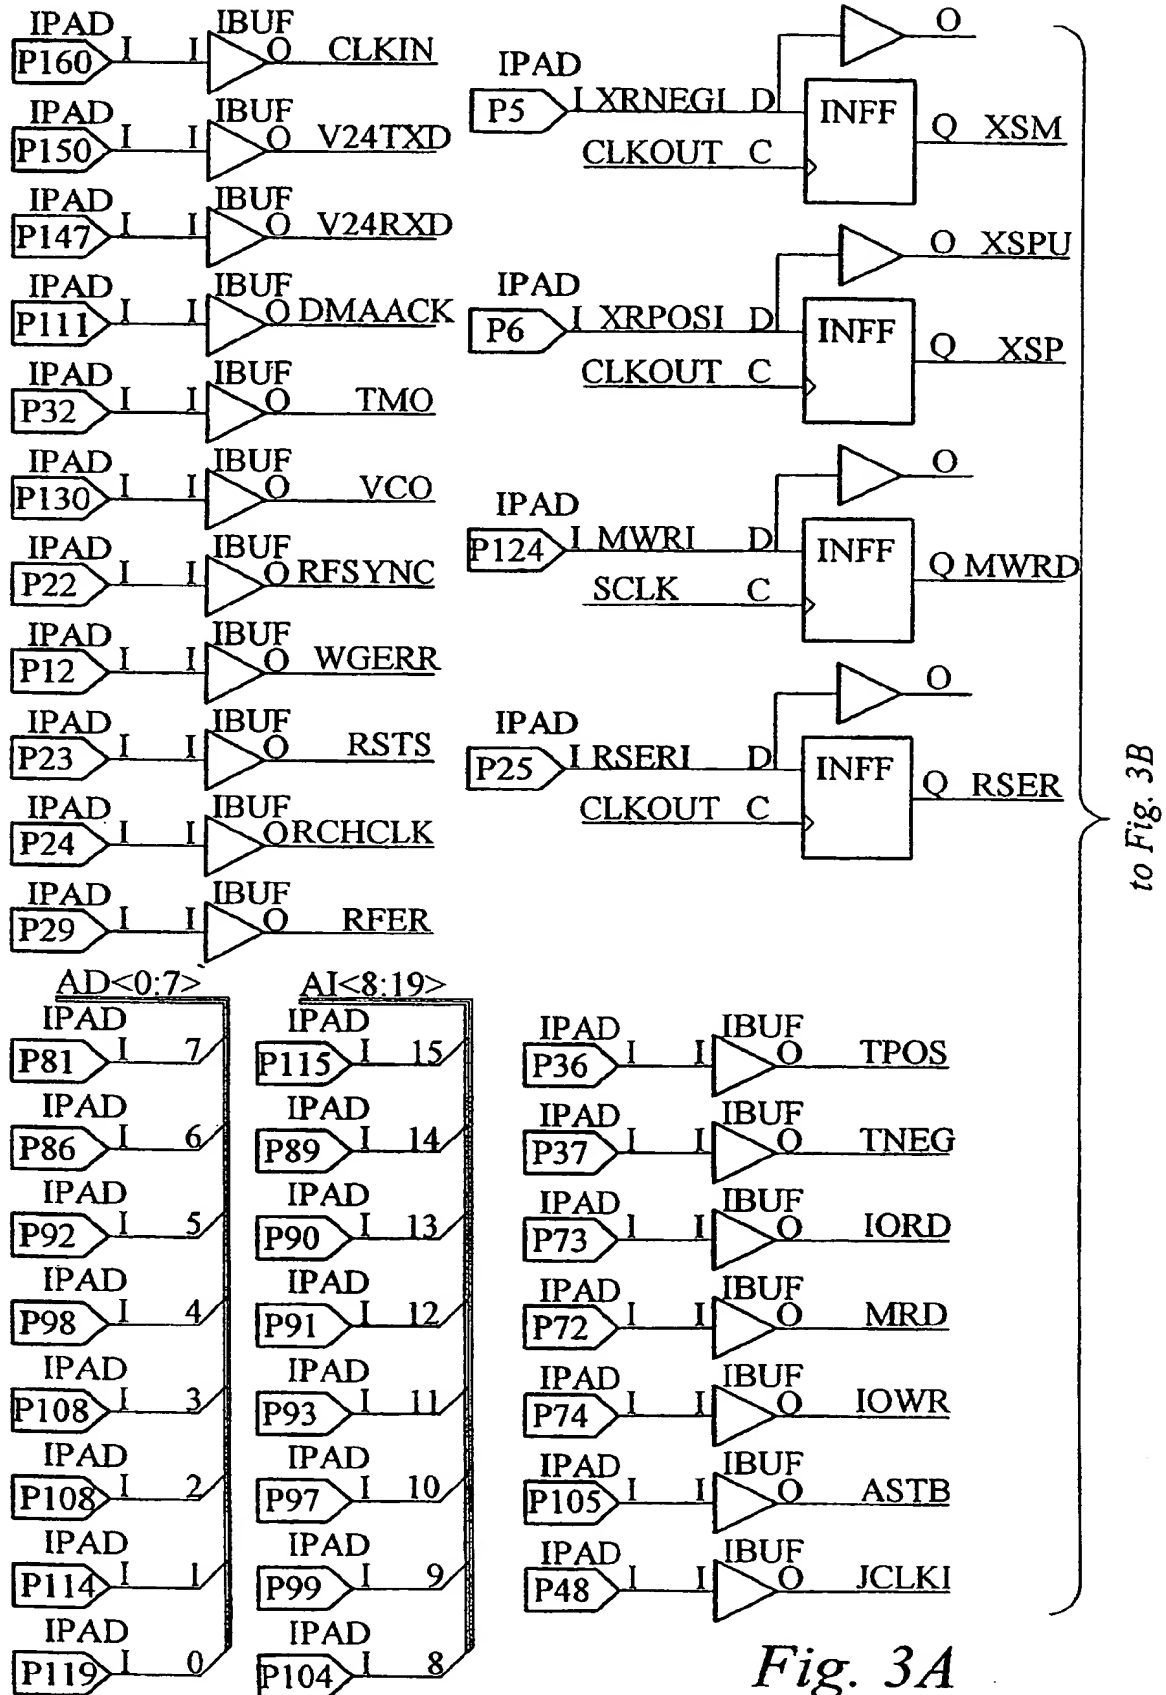 IPAD IBUF
P160 I I O CLKIN
IPAD IBUF
P150 I I O V24TXD
IPAD IBUF
P147 I I O V24RXD
IPAD IBUF
P111 I I O DMAACK
IPAD IBUF
P32 I I O TMO
IPAD IBUF
P130 I I O VCO
IPAD IBUF
P22 I I O RFSYNC
IPAD IBUF
P12 I I O WGERR
IPAD IBUF
P23 I I O RSTS
IPAD IBUF
P24 I I O RCHCLK
IPAD IBUF
P29 I I O RFER
O
IPAD
P5 I XRNEGI D INFF
CLKOUT C Q XSM
O XSPU
IPAD
P6 I XRPOSI D INFF
CLKOUT C Q XSP
O
IPAD
P124 I MWRI D INFF
SCLK C Q MWRD
O
IPAD
P25 I RSERI D INFF
CLKOUT C Q RSER
to Fig. 3B
AD<0:7>
IPAD
P81 I 7
IPAD
P86 I 6
IPAD
P92 I 5
IPAD
P98 I 4
IPAD
P108 I 3
IPAD
P108 I 2
IPAD
P114 I 1
IPAD
P119 I 0
AI<8:19>
IPAD
P115 I 15
IPAD
P89 I 14
IPAD
P90 I 13
IPAD
P91 I 12
IPAD
P93 I 11
IPAD
P97 I 10
IPAD
P99 I 9
IPAD
P104 I 8
IPAD IBUF
P36 I I O TPOS
IPAD IBUF
P37 I I O TNEG
IPAD IBUF
P73 I I O IORD
IPAD IBUF
P72 I I O MRD
IPAD IBUF
P74 I I O IOWR
IPAD IBUF
P105 I I O ASTB
IPAD IBUF
P48 I I O JCLKI
Fig. 3A